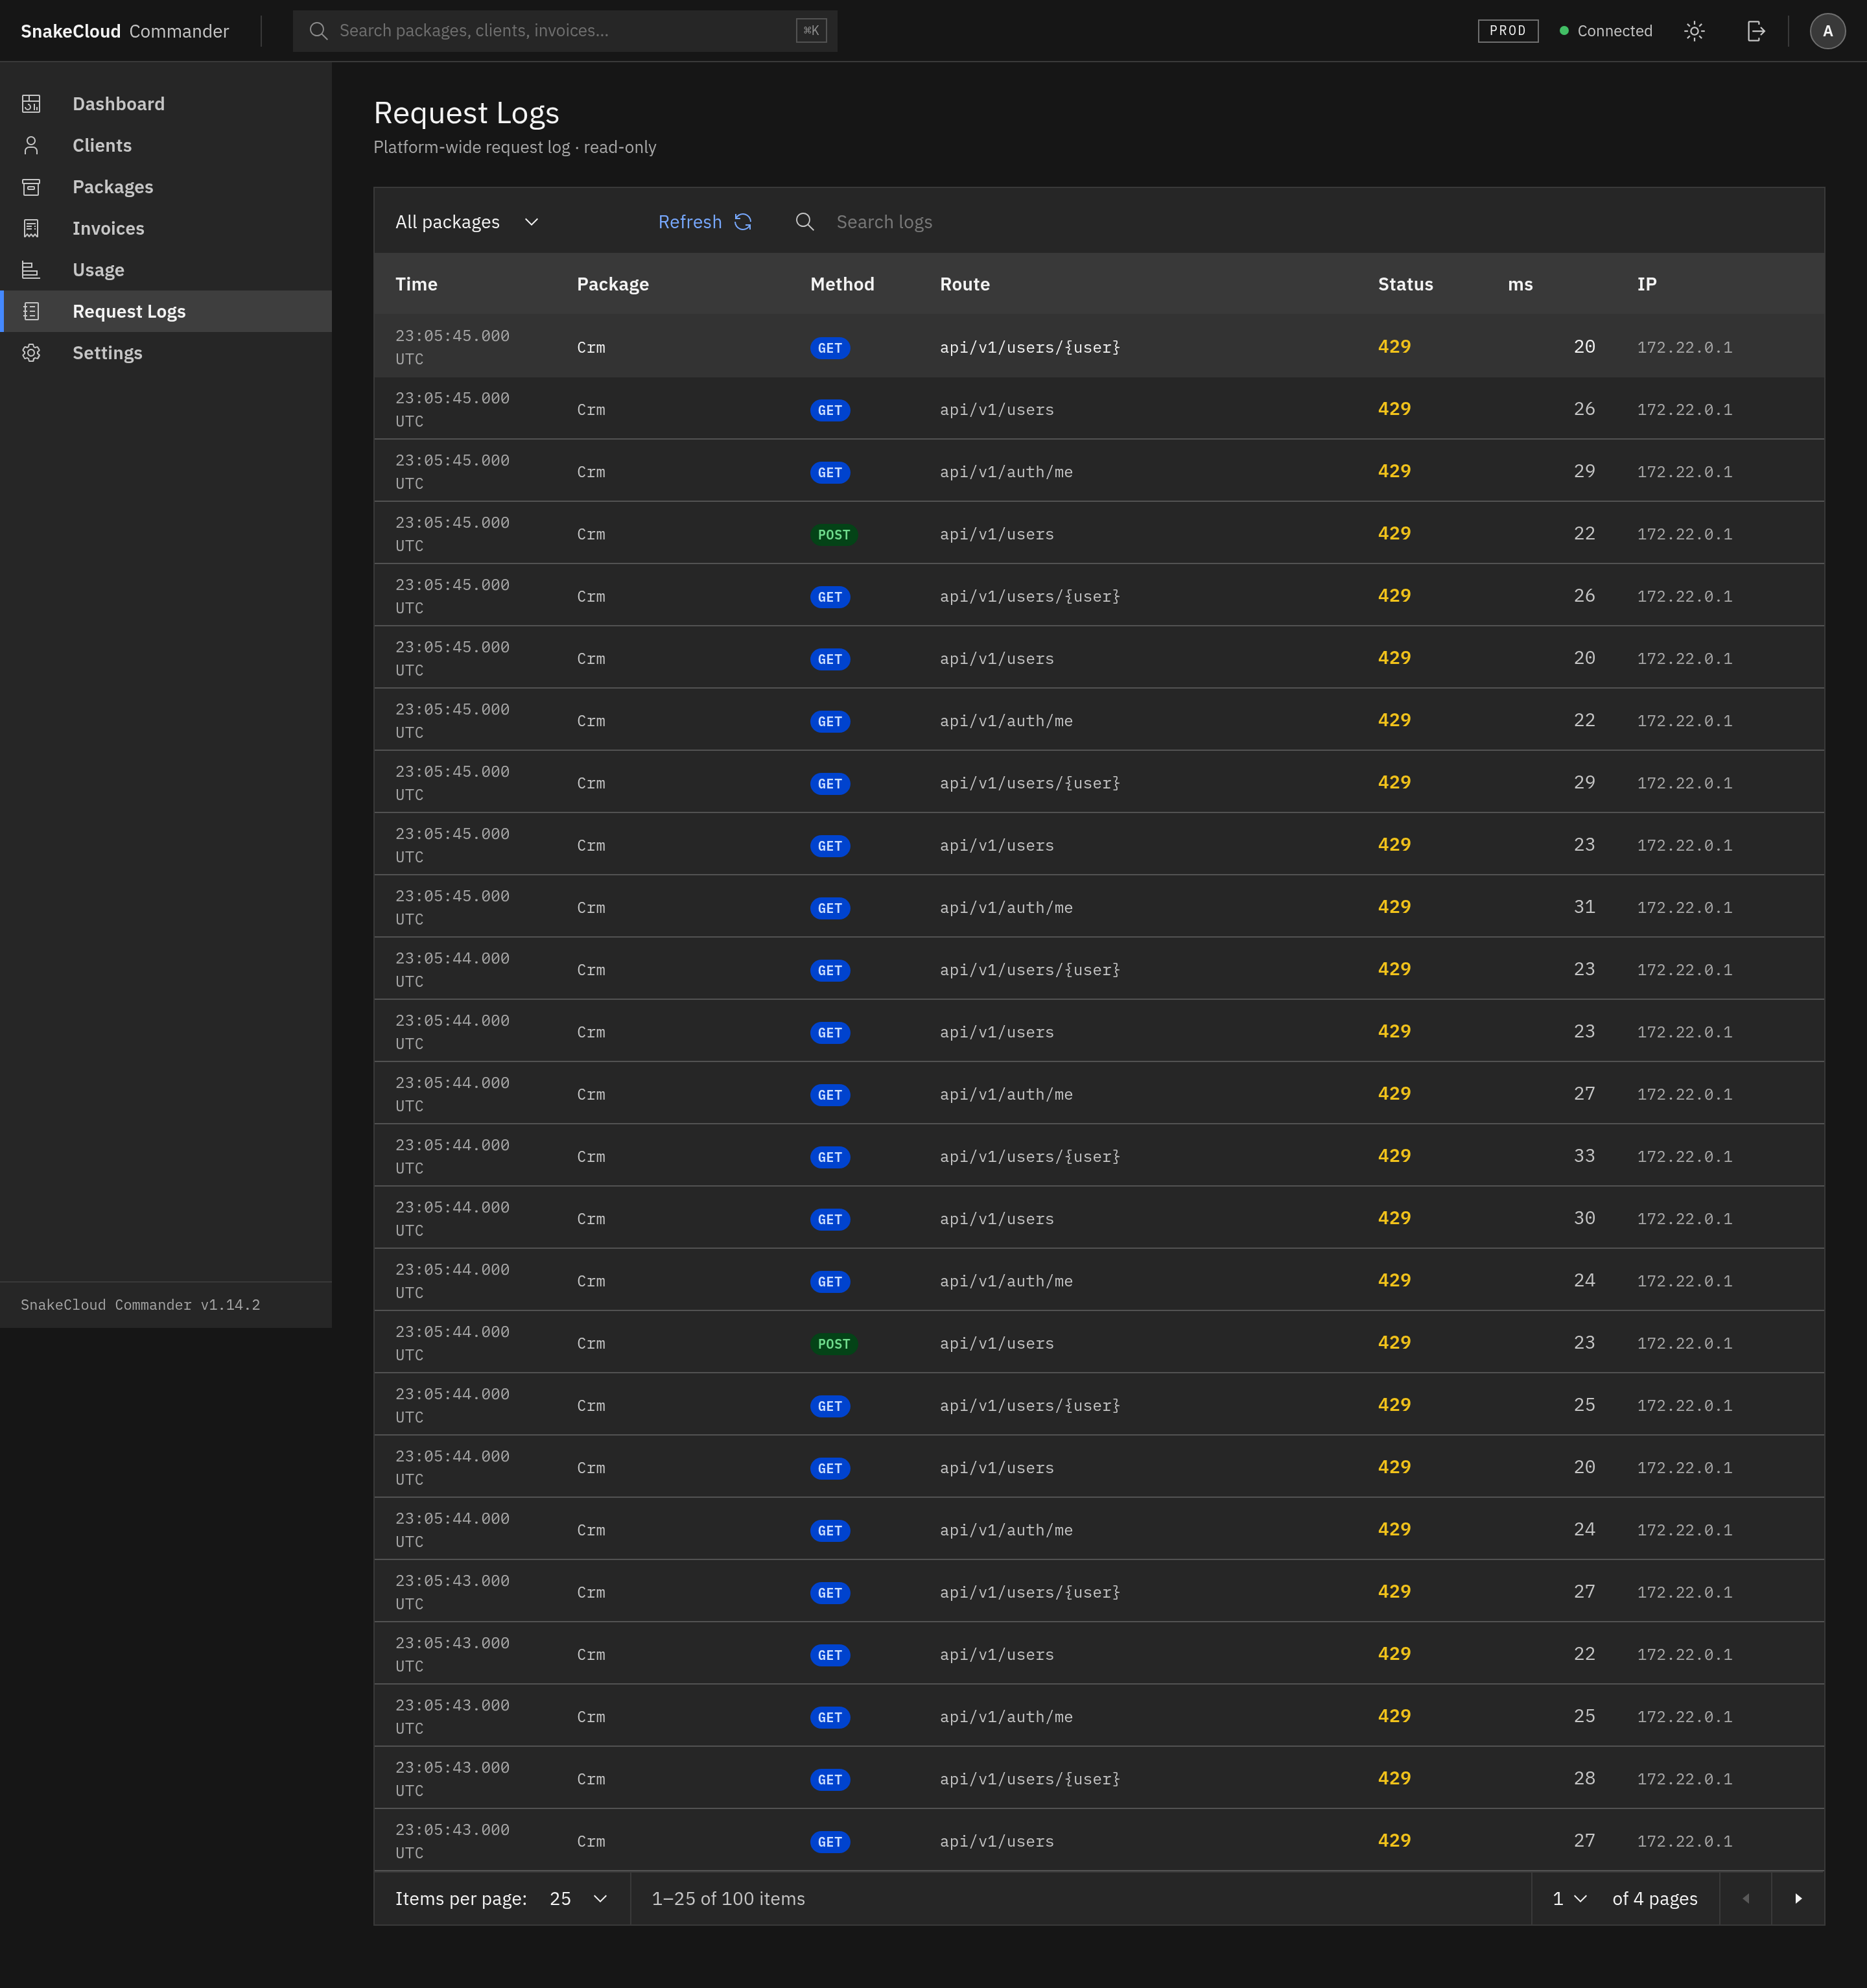 SnakeCloud Commander
Search packages, clients, invoices...
⌘K
PROD
Connected
A
Dashboard
Clients
Packages
Invoices
Usage
Request Logs
Settings
SnakeCloud Commander v1.14.2
Request Logs
Platform-wide request log · read-only
All packages
Refresh
Search logs
Time Package Method Route Status ms IP
23:05:45.000 UTC Crm GET api/v1/users/{user} 429 20 172.22.0.1
23:05:45.000 UTC Crm GET api/v1/users 429 26 172.22.0.1
23:05:45.000 UTC Crm GET api/v1/auth/me 429 29 172.22.0.1
23:05:45.000 UTC Crm POST api/v1/users 429 22 172.22.0.1
23:05:45.000 UTC Crm GET api/v1/users/{user} 429 26 172.22.0.1
23:05:45.000 UTC Crm GET api/v1/users 429 20 172.22.0.1
23:05:45.000 UTC Crm GET api/v1/auth/me 429 22 172.22.0.1
23:05:45.000 UTC Crm GET api/v1/users/{user} 429 29 172.22.0.1
23:05:45.000 UTC Crm GET api/v1/users 429 23 172.22.0.1
23:05:45.000 UTC Crm GET api/v1/auth/me 429 31 172.22.0.1
23:05:44.000 UTC Crm GET api/v1/users/{user} 429 23 172.22.0.1
23:05:44.000 UTC Crm GET api/v1/users 429 23 172.22.0.1
23:05:44.000 UTC Crm GET api/v1/auth/me 429 27 172.22.0.1
23:05:44.000 UTC Crm GET api/v1/users/{user} 429 33 172.22.0.1
23:05:44.000 UTC Crm GET api/v1/users 429 30 172.22.0.1
23:05:44.000 UTC Crm GET api/v1/auth/me 429 24 172.22.0.1
23:05:44.000 UTC Crm POST api/v1/users 429 23 172.22.0.1
23:05:44.000 UTC Crm GET api/v1/users/{user} 429 25 172.22.0.1
23:05:44.000 UTC Crm GET api/v1/users 429 20 172.22.0.1
23:05:44.000 UTC Crm GET api/v1/auth/me 429 24 172.22.0.1
23:05:43.000 UTC Crm GET api/v1/users/{user} 429 27 172.22.0.1
23:05:43.000 UTC Crm GET api/v1/users 429 22 172.22.0.1
23:05:43.000 UTC Crm GET api/v1/auth/me 429 25 172.22.0.1
23:05:43.000 UTC Crm GET api/v1/users/{user} 429 28 172.22.0.1
23:05:43.000 UTC Crm GET api/v1/users 429 27 172.22.0.1
Items per page: 25 1–25 of 100 items 1 of 4 pages